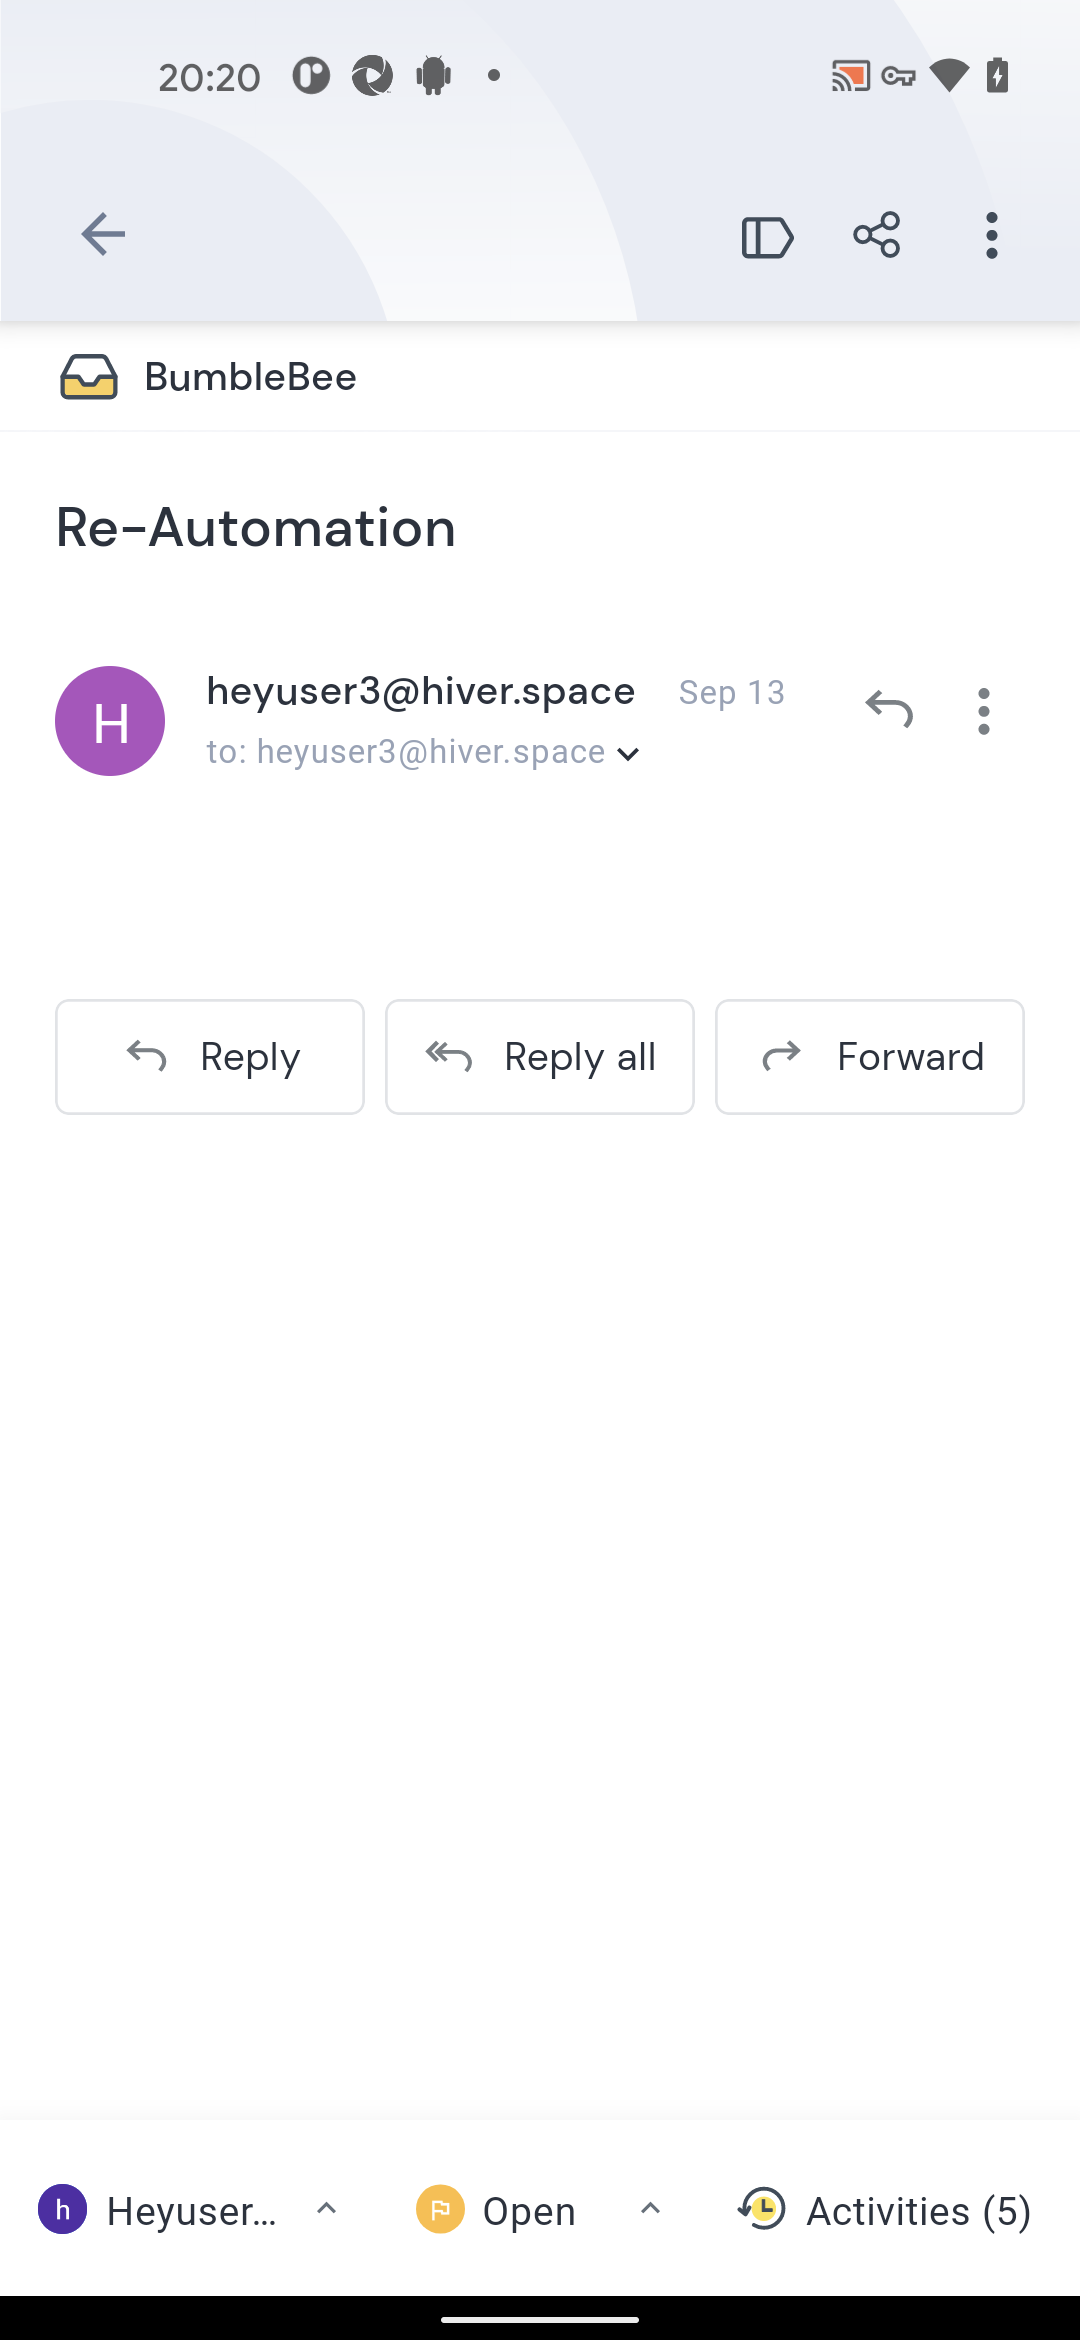 20:20
BumbleBee
Re-Automation
H
heyuser3@hiver.space Sep 13
to: heyuser3@hiver.space
Reply Reply all Forward
h Heyuser... Open Activities (5)